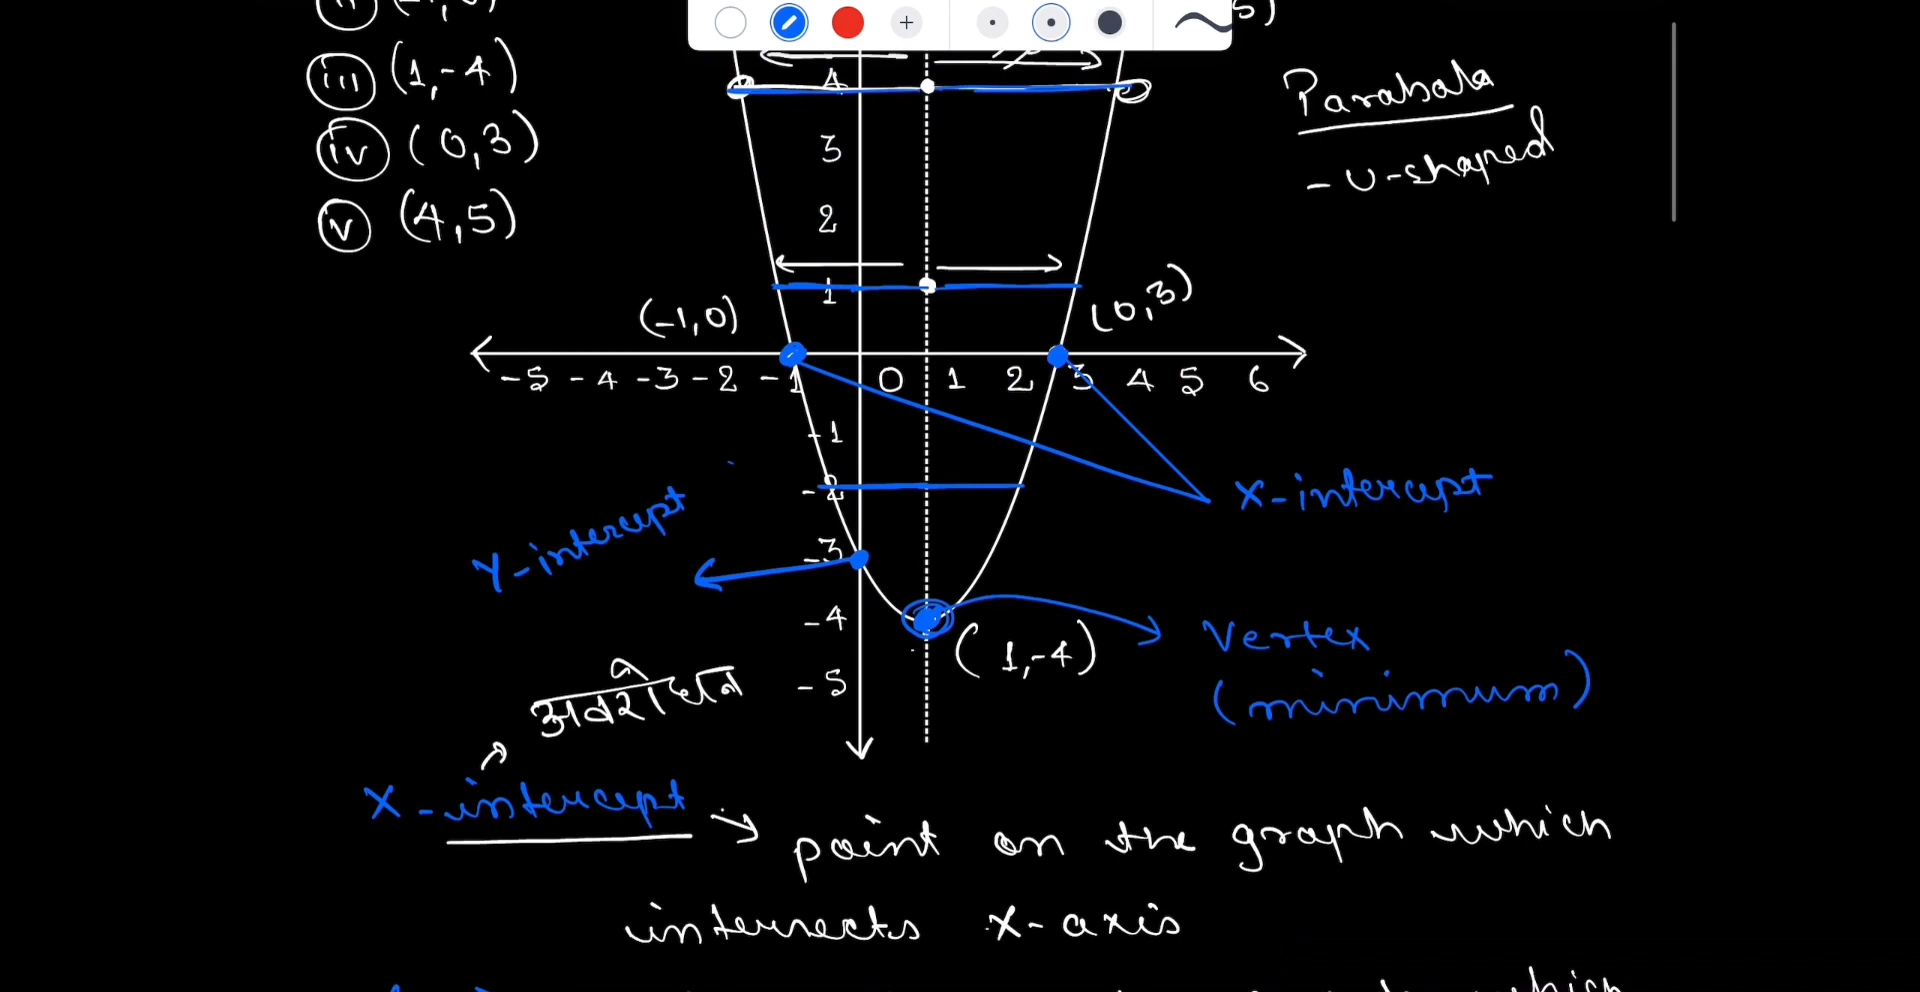 (iii) (1,-4)
(iv) (0,3)
(v) (4,5)
5)
Parabola
- U-shaped
4
3
2
1
(-1,0)
(0,3)
-5 -4 -3 -2 -1 0 1 2 3 4 5 6
-1
-2
-3
-4
-5
X-intercept
Y-intercept
(1,-4)
Vertex
(minimum)
X-intercept → point on the graph which
intersects X-axis
which